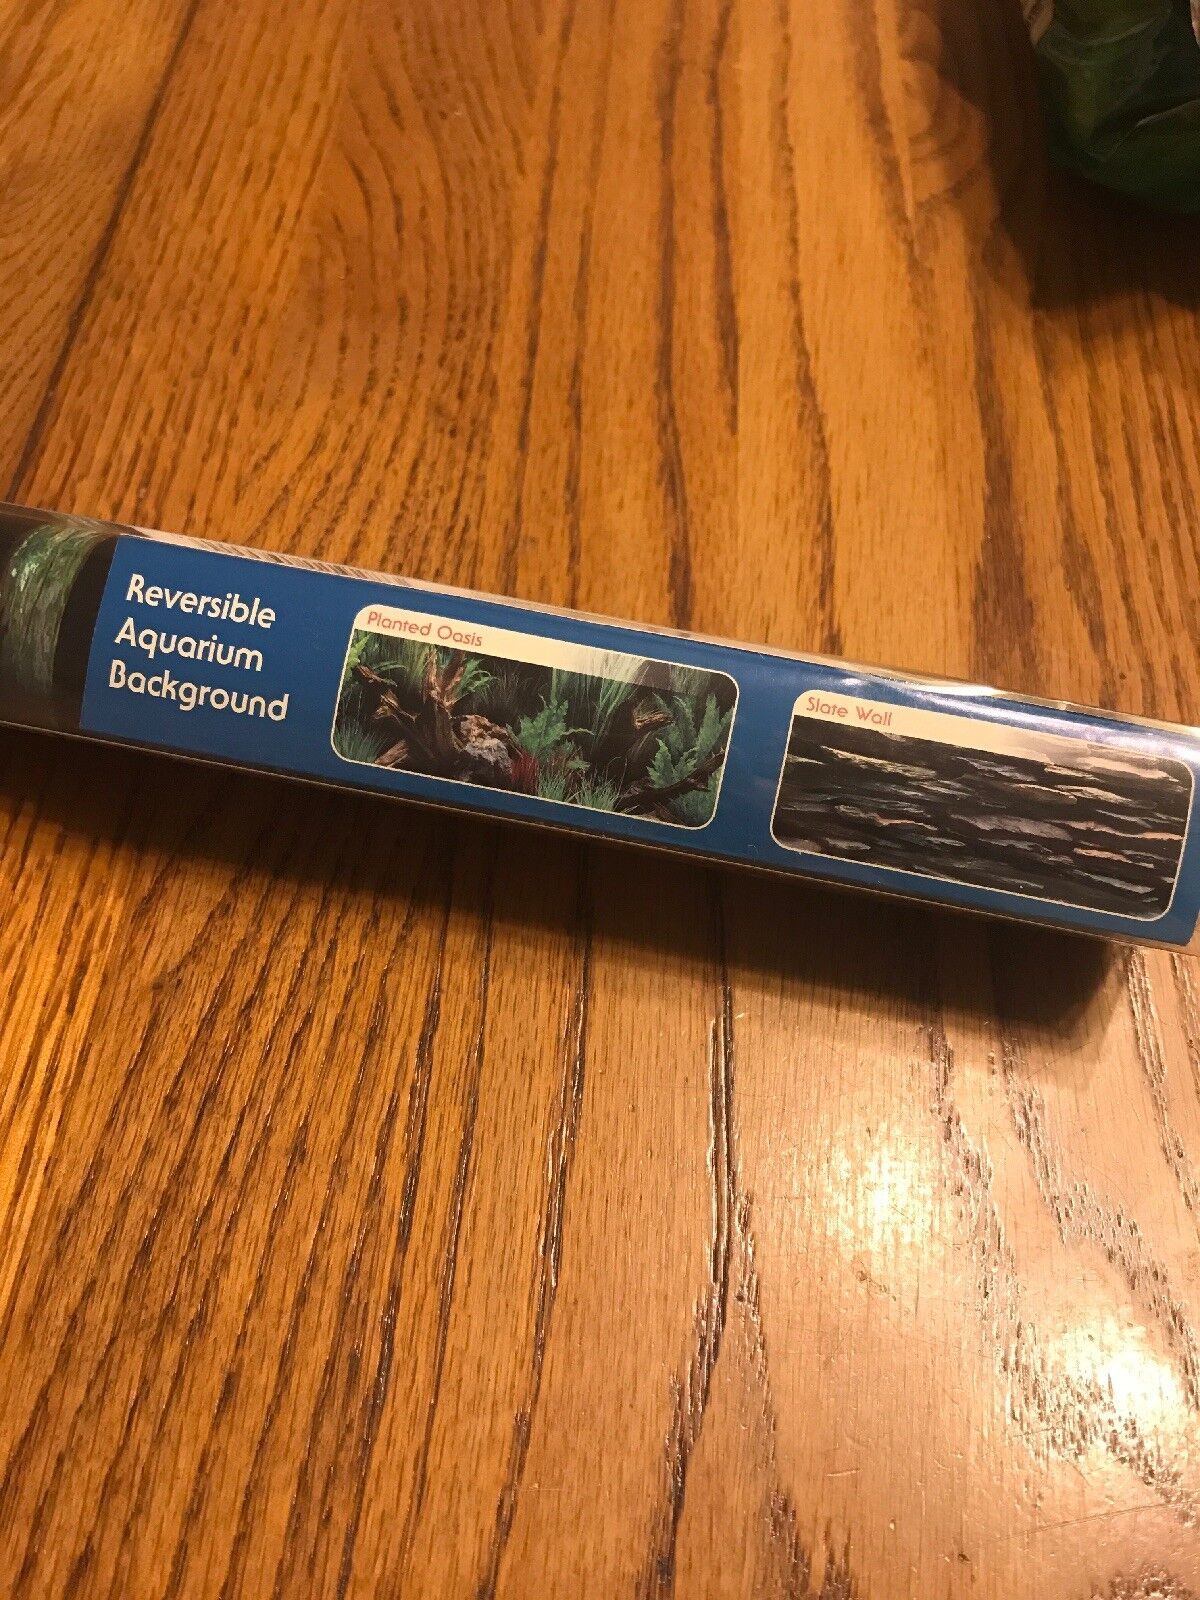 Reversible
Aquarium
Background
Planted Oasis
Slate Wall